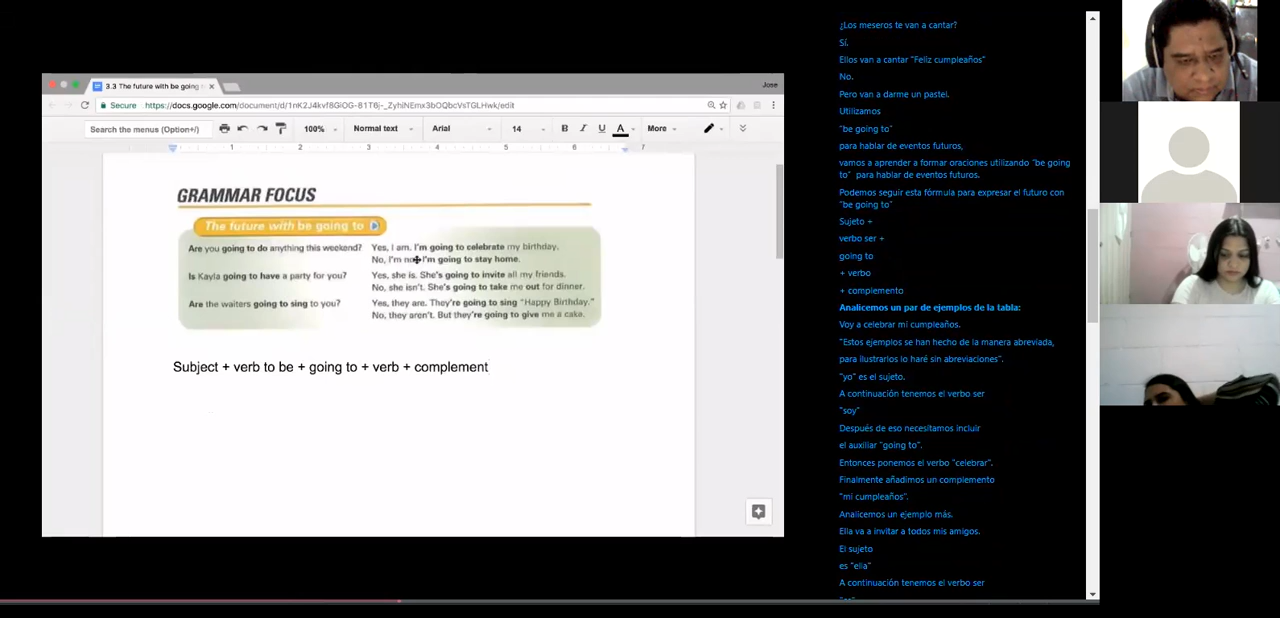 3.3 The future with be going
Jose
Secure
https://docs.google.com/document/d/1nK2J4kvf8GiOG-81T6j-_ZyhiNEmx3bOQbcVsTGLHwk/edit
Search the menus (Option+/)
100%
Normal text
Arial
14
B I U A
More
1 2 3 4 5 6 7
GRAMMAR FOCUS
The future with be going to
Are you going to do anything this weekend? Yes, I am. I'm going to celebrate my birthday.
No, I'm not. I'm going to stay home.
Is Kayla going to have a party for you? Yes, she is. She's going to invite all my friends.
No, she isn't. She's going to take me out for dinner.
Are the waiters going to sing to you? Yes, they are. They're going to sing "Happy Birthday."
No, they aren't. But they're going to give me a cake.
Subject + verb to be + going to + verb + complement
¿Los meseros te van a cantar?
Sí.
Ellos van a cantar "Feliz cumpleaños"
No.
Pero van a darme un pastel.
Utilizamos
"be going to"
para hablar de eventos futuros,
vamos a aprender a formar oraciones utilizando "be going
to" para hablar de eventos futuros.
Podemos seguir esta fórmula para expresar el futuro con
"be going to"
Sujeto +
verbo ser +
going to
+ verbo
+ complemento
Analicemos un par de ejemplos de la tabla:
Voy a celebrar mi cumpleaños.
"Estos ejemplos se han hecho de la manera abreviada,
para ilustrarlos lo haré sin abreviaciones".
"yo" es el sujeto.
A continuación tenemos el verbo ser
"soy"
Después de eso necesitamos incluir
el auxiliar "going to".
Entonces ponemos el verbo "celebrar".
Finalmente añadimos un complemento
"mi cumpleaños".
Analicemos un ejemplo más.
Ella va a invitar a todos mis amigos.
El sujeto
es "ella"
A continuación tenemos el verbo ser